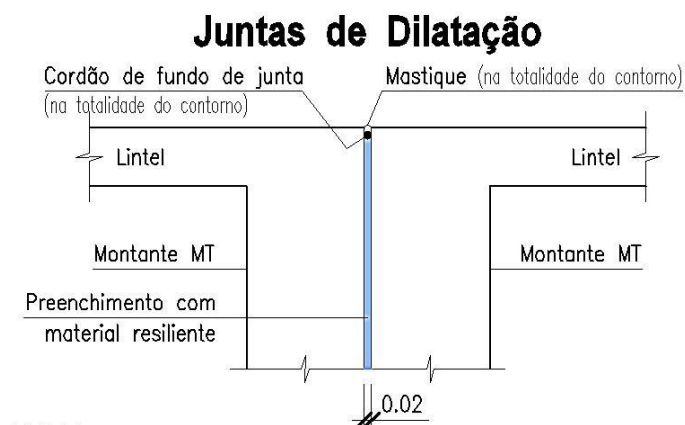 Juntas de Dilatação
Cordão de fundo de junta
(na totalidade do contorno)
Mastique (na totalidade do contorno)
Lintel
Lintel
Montante MT
Montante MT
Preenchimento com
material resiliente
0.02